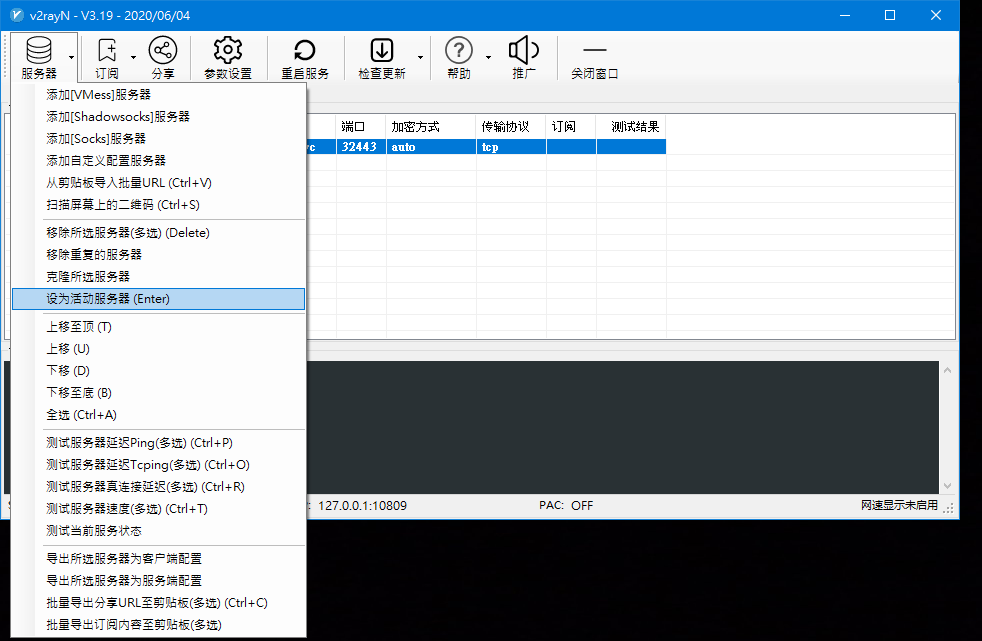 v2rayN - V3.19 - 2020/06/04
服务器 订阅 分享 参数设置 重启服务 检查更新 帮助 推广 关闭窗口
添加[VMess]服务器
添加[Shadowsocks]服务器
添加[Socks]服务器
添加自定义配置服务器
从剪贴板导入批量URL (Ctrl+V)
扫描屏幕上的二维码 (Ctrl+S)
移除所选服务器(多选) (Delete)
移除重复的服务器
克隆所选服务器
设为活动服务器 (Enter)
上移至顶 (T)
上移 (U)
下移 (D)
下移至底 (B)
全选 (Ctrl+A)
测试服务器延迟Ping(多选) (Ctrl+P)
测试服务器延迟Tcping(多选) (Ctrl+O)
测试服务器真连接延迟(多选) (Ctrl+R)
测试服务器速度(多选) (Ctrl+T)
测试当前服务状态
导出所选服务器为客户端配置
导出所选服务器为服务端配置
批量导出分享URL至剪贴板(多选) (Ctrl+C)
批量导出订阅内容至剪贴板(多选)
端口 加密方式 传输协议 订阅 测试结果
32443 auto tcp
127.0.0.1:10809 PAC: OFF 网速显示未启用